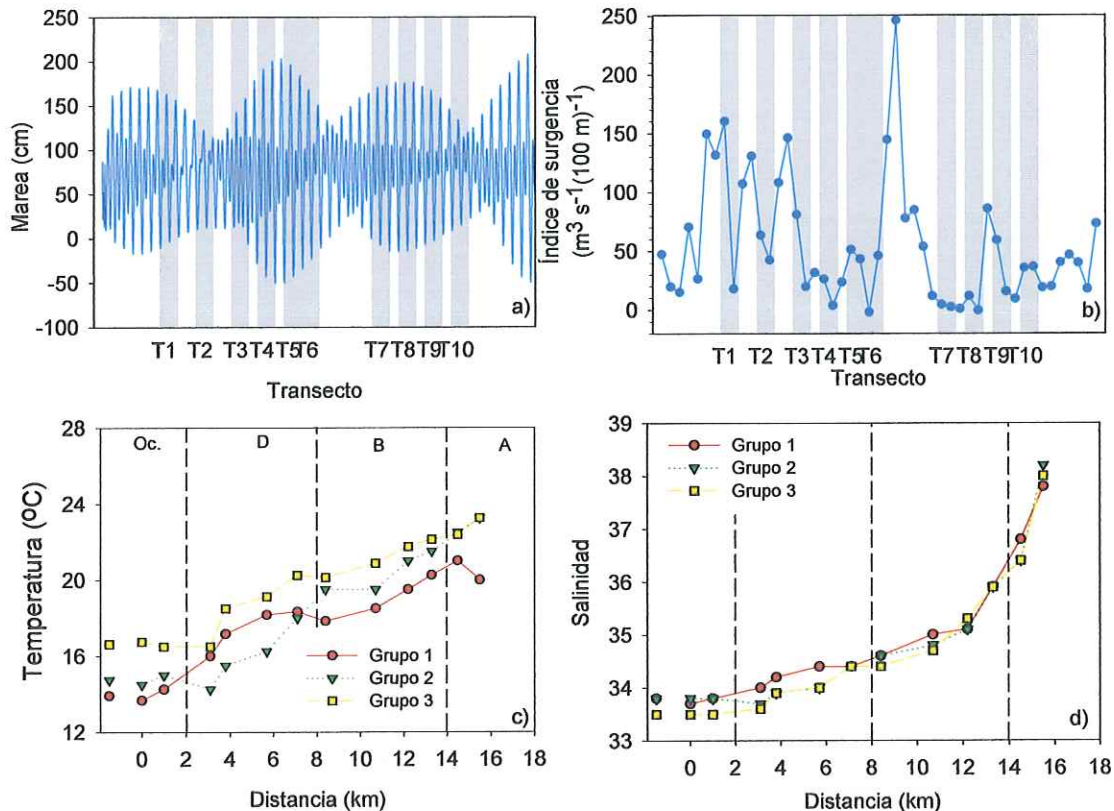 250
200
150
100
50
0
-50
-100
Marea (cm)
a)
T1 T2 T3 T4 T5 T6 T7 T8 T9 T10
Transecto
250
200
150
100
50
0
Índice de surgencia
(m³ s⁻¹ (100 m)⁻¹)
b)
T1 T2 T3 T4 T5 T6 T7 T8 T9 T10
Transecto
28
24
20
16
12
Temperatura (ºC)
Oc. D B A
Grupo 1
Grupo 2
Grupo 3
c)
0 2 4 6 8 10 12 14 16 18
Distancia (km)
39
38
37
36
35
34
33
Salinidad
Grupo 1
Grupo 2
Grupo 3
d)
0 2 4 6 8 10 12 14 16 18
Distancia (km)